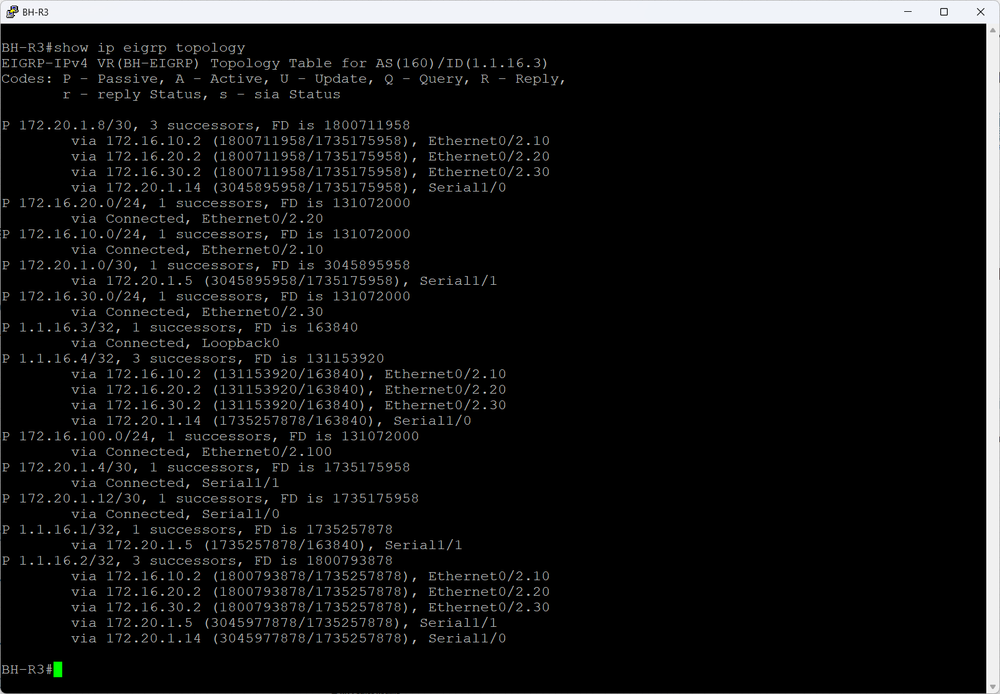 BH-R3
BH-R3#show ip eigrp topology
EIGRP-IPv4 VR(BH-EIGRP) Topology Table for AS(160)/ID(1.1.16.3)
Codes: P - Passive, A - Active, U - Update, Q - Query, R - Reply,
       r - reply Status, s - sia Status
P 172.20.1.8/30, 3 successors, FD is 1800711958
        via 172.16.10.2 (1800711958/1735175958), Ethernet0/2.10
        via 172.16.20.2 (1800711958/1735175958), Ethernet0/2.20
        via 172.16.30.2 (1800711958/1735175958), Ethernet0/2.30
        via 172.20.1.14 (3045895958/1735175958), Serial1/0
P 172.16.20.0/24, 1 successors, FD is 131072000
        via Connected, Ethernet0/2.20
P 172.16.10.0/24, 1 successors, FD is 131072000
        via Connected, Ethernet0/2.10
P 172.20.1.0/30, 1 successors, FD is 3045895958
        via 172.20.1.5 (3045895958/1735175958), Serial1/1
P 172.16.30.0/24, 1 successors, FD is 131072000
        via Connected, Ethernet0/2.30
P 1.1.16.3/32, 1 successors, FD is 163840
        via Connected, Loopback0
P 1.1.16.4/32, 3 successors, FD is 131153920
        via 172.16.10.2 (131153920/163840), Ethernet0/2.10
        via 172.16.20.2 (131153920/163840), Ethernet0/2.20
        via 172.16.30.2 (131153920/163840), Ethernet0/2.30
        via 172.20.1.14 (1735257878/163840), Serial1/0
P 172.16.100.0/24, 1 successors, FD is 131072000
        via Connected, Ethernet0/2.100
P 172.20.1.4/30, 1 successors, FD is 1735175958
        via Connected, Serial1/1
P 172.20.1.12/30, 1 successors, FD is 1735175958
        via Connected, Serial1/0
P 1.1.16.1/32, 1 successors, FD is 1735257878
        via 172.20.1.5 (1735257878/163840), Serial1/1
P 1.1.16.2/32, 3 successors, FD is 1800793878
        via 172.16.10.2 (1800793878/1735257878), Ethernet0/2.10
        via 172.16.20.2 (1800793878/1735257878), Ethernet0/2.20
        via 172.16.30.2 (1800793878/1735257878), Ethernet0/2.30
        via 172.20.1.5 (3045977878/1735257878), Serial1/1
        via 172.20.1.14 (3045977878/1735257878), Serial1/0
BH-R3#